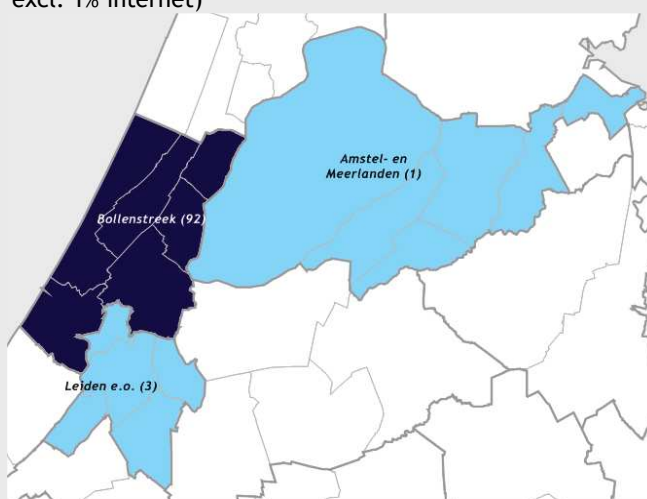 excl. 1% internet)
Amstel- en
Meerlanden (1)
Bollenstreek (92)
Leiden e.o. (3)